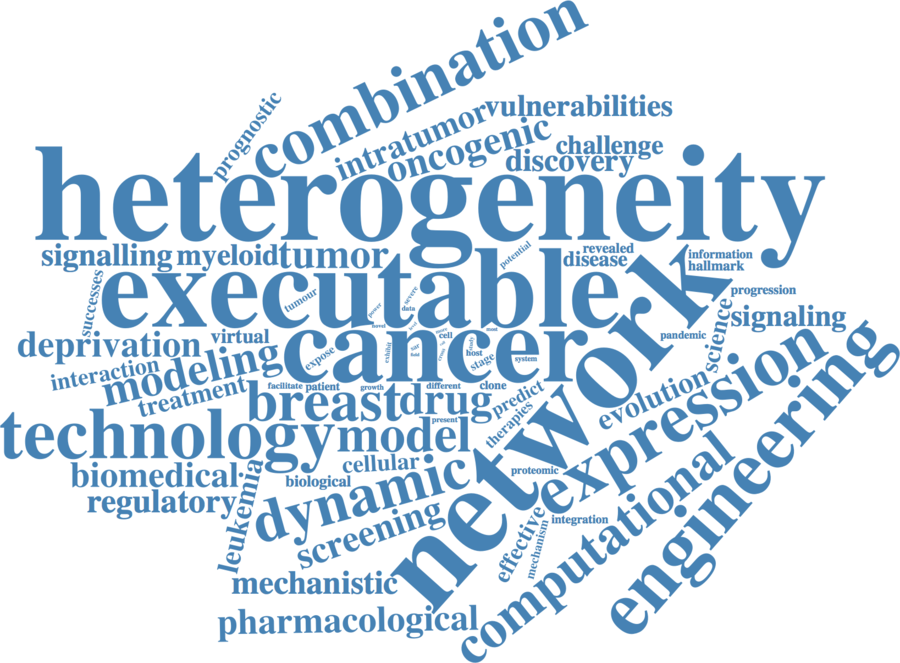 combination
prognostic
intratumor
vulnerabilities
oncogenic
challenge
discovery
heterogeneity
signalling
myeloid
tumor
potential
revealed
disease
information
hallmark
executable
network
successes
tumour
power
severe
data
progression
deprivation
virtual
novel
cell
host
pandemic
science
signaling
cancer
expose
exhibit
stage
study
system
interaction
modeling
treatment
facilitate
patient
growth
different
clone
predict
evolution
expression
engineering
breast
drug
present
therapies
technology
model
biomedical
cellular
biological
proteomic
regulatory
leukemia
dynamic
screening
effective
mechanism
integration
computational
mechanistic
pharmacological